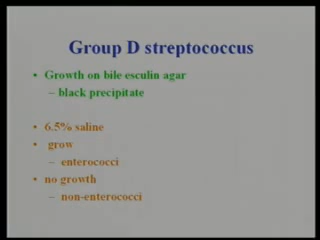 Group D streptococcus
• Growth on bile esculin agar
– black precipitate
• 6.5% saline
• grow
– enterococci
• no growth
– non-enterococci